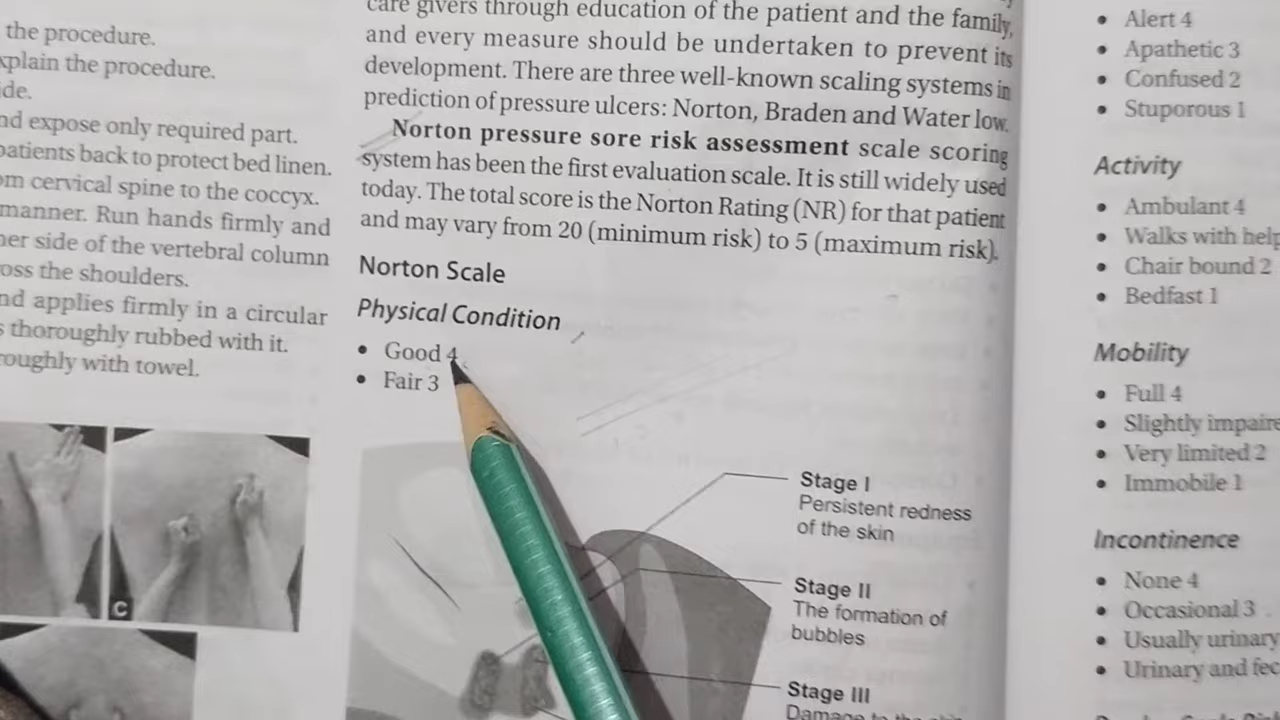 the procedure.
explain the procedure.
and expose only required part.
patients back to protect bed linen.
cervical spine to the coccyx.
manner. Run hands firmly and
side of the vertebral column
the shoulders.
and applies firmly in a circular
thoroughly rubbed with it.
with towel.
C
care givers through education of the patient and the family,
and every measure should be undertaken to prevent its
development. There are three well-known scaling systems in
prediction of pressure ulcers: Norton, Braden and Water low.
Norton pressure sore risk assessment scale scoring
system has been the first evaluation scale. It is still widely used
today. The total score is the Norton Rating (NR) for that patient
and may vary from 20 (minimum risk) to 5 (maximum risk).
Norton Scale
Physical Condition
• Good 4
• Fair 3
Stage I
Persistent redness
of the skin
Stage II
The formation of
bubbles
Stage III
Damage to the skin
• Alert 4
• Apathetic 3
• Confused 2
• Stuporous 1
Activity
• Ambulant 4
• Walks with help
• Chair bound 2
• Bedfast 1
Mobility
• Full 4
• Slightly
• Very limited 2
• Immobile 1
Incontinence
• None 4
• Occasional 3
• Usually urinary
• Urinary and